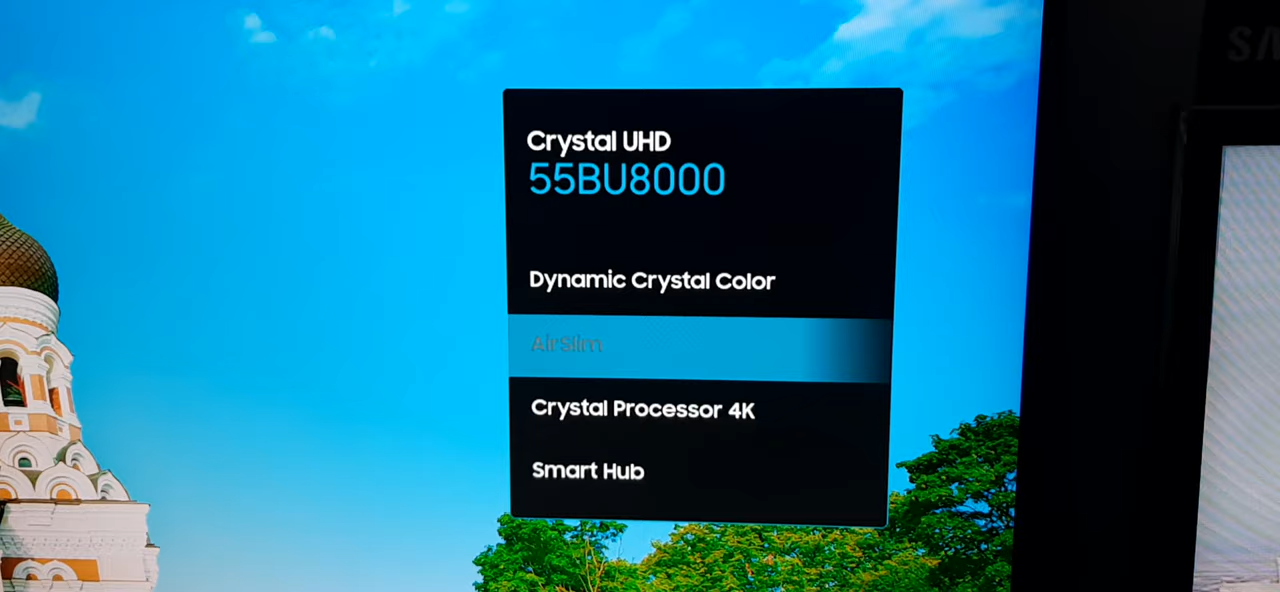 Crystal UHD
55BU8000
Dynamic Crystal Color
AirSlim
Crystal Processor 4K
Smart Hub